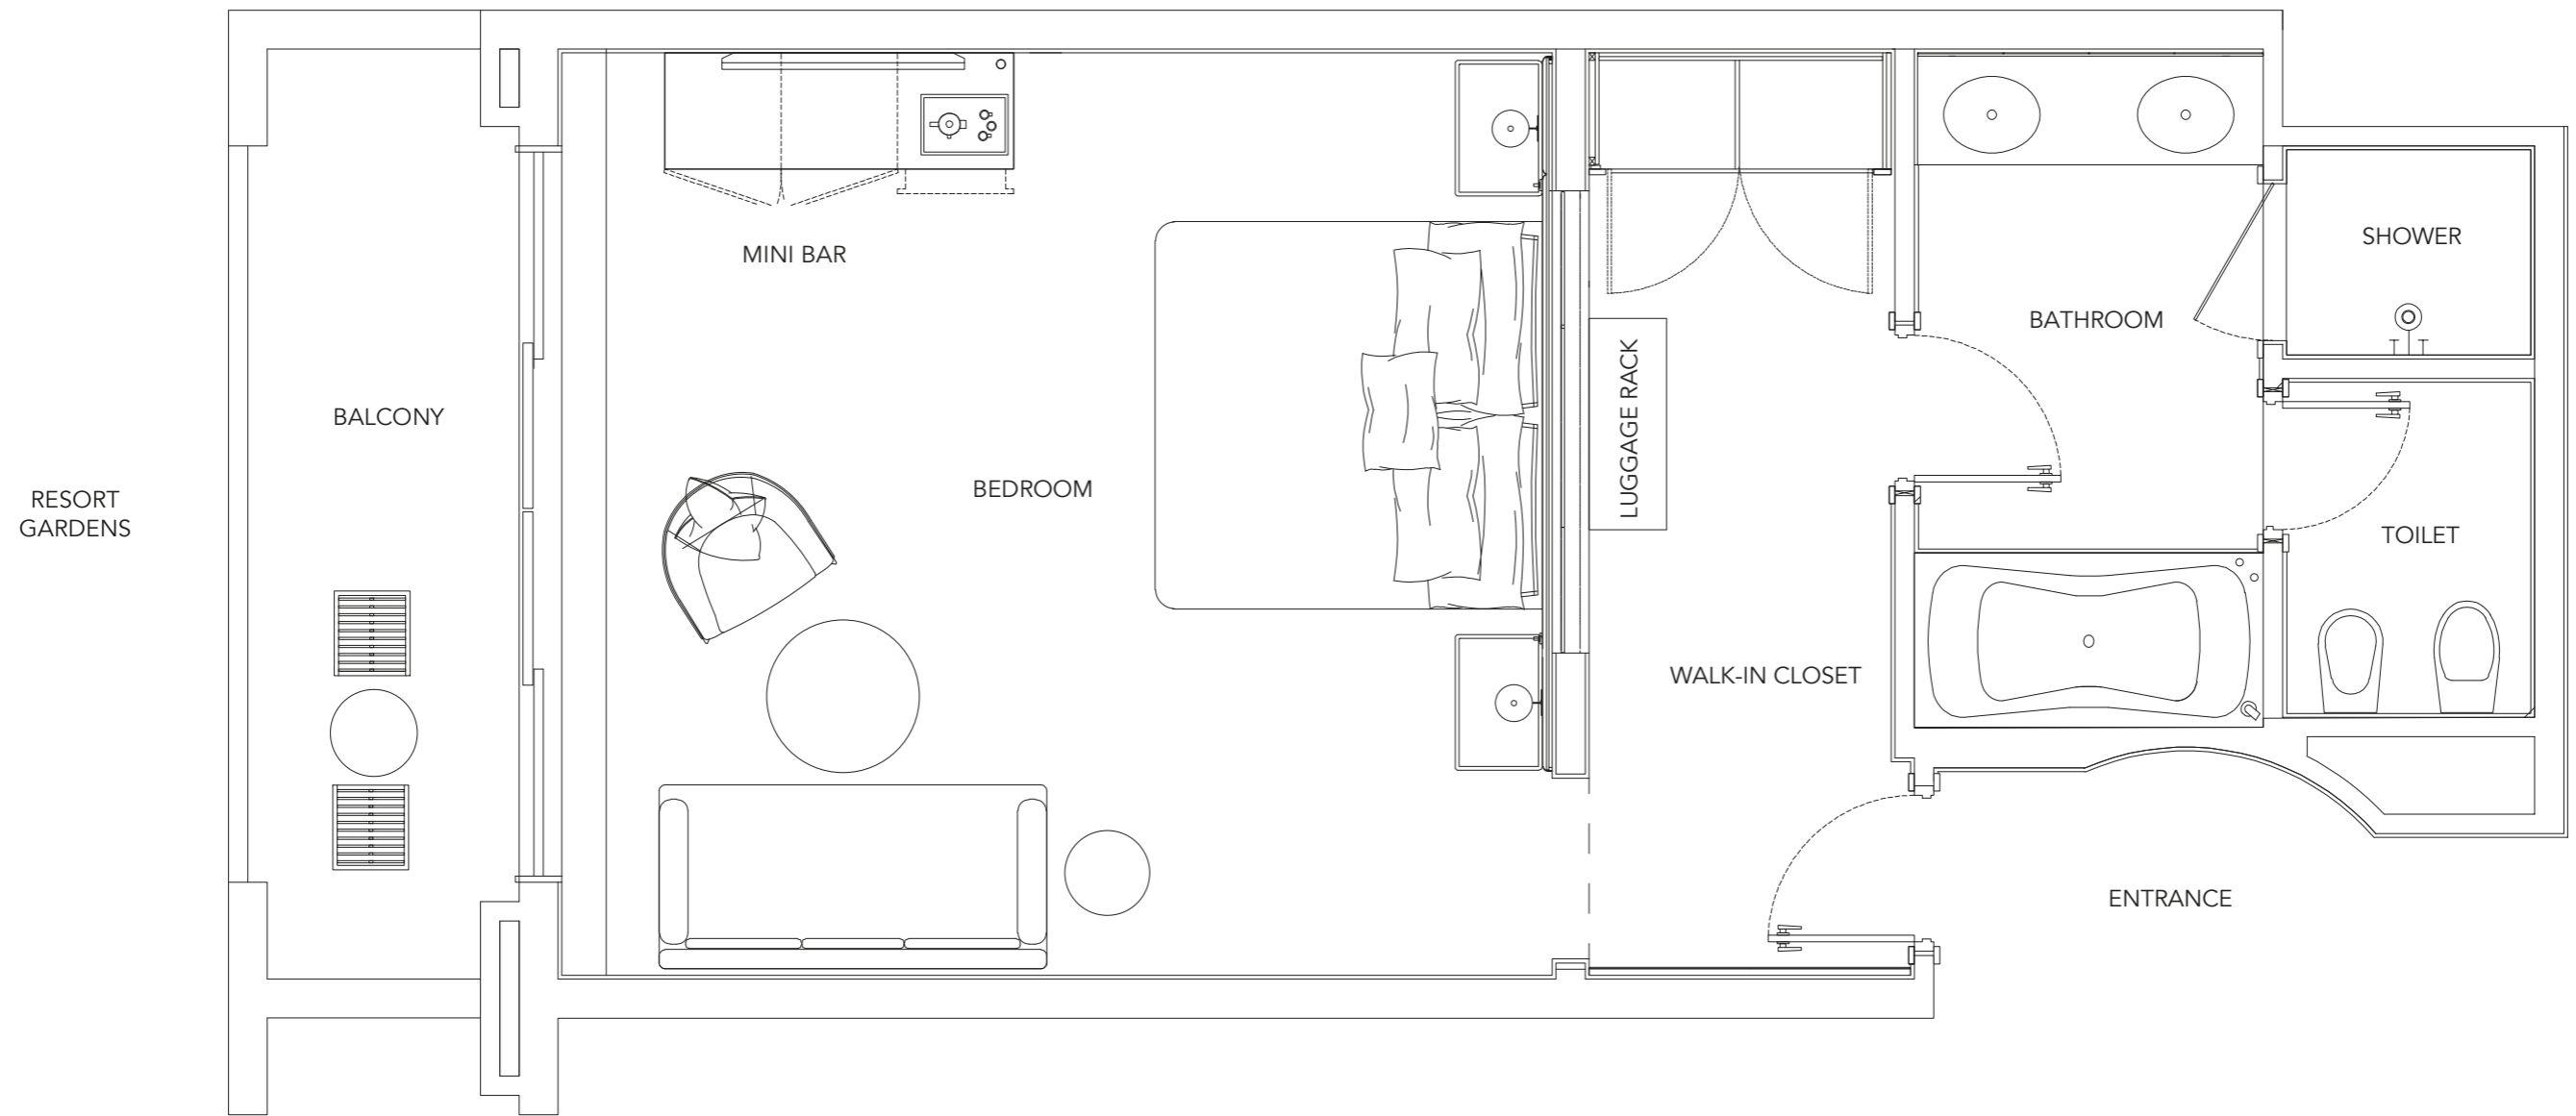 RESORT
GARDENS
BALCONY
MINI BAR
BEDROOM
LUGGAGE RACK
WALK-IN CLOSET
BATHROOM
SHOWER
TOILET
ENTRANCE